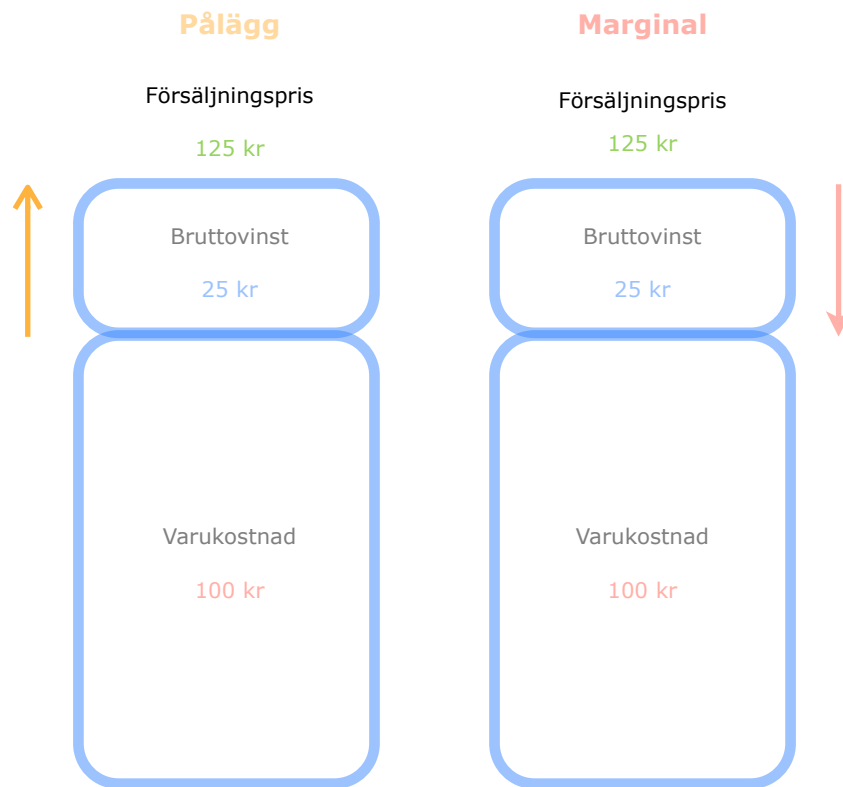 Pålägg
Försäljningspris
125 kr
Bruttovinst
25 kr
Varukostnad
100 kr
Marginal
Försäljningspris
125 kr
Bruttovinst
25 kr
Varukostnad
100 kr